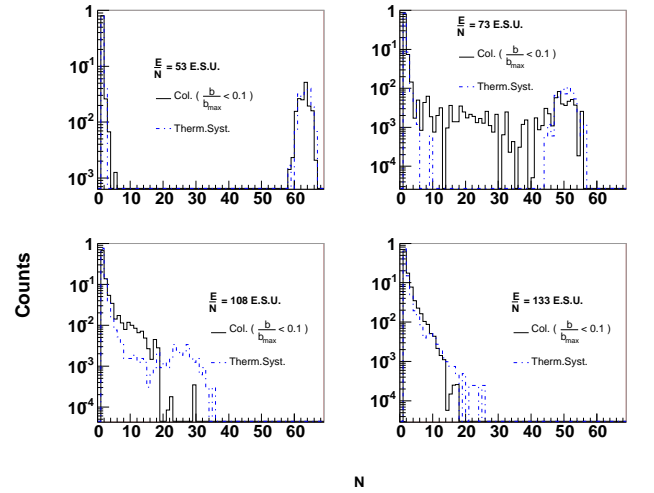 1
10⁻¹
10⁻²
10⁻³
0 10 20 30 40 50 60
E/N = 53 E.S.U.
Col. ( b/b_max < 0.1 )
Therm.Syst.
1
10⁻¹
10⁻²
10⁻³
10⁻⁴
0 10 20 30 40 50 60
E/N = 73 E.S.U.
Col. ( b/b_max < 0.1 )
Therm.Syst.
Counts
1
10⁻¹
10⁻²
10⁻³
10⁻⁴
0 10 20 30 40 50 60
E/N = 108 E.S.U.
Col. ( b/b_max < 0.1 )
Therm.Syst.
1
10⁻¹
10⁻²
10⁻³
10⁻⁴
0 10 20 30 40 50 60
E/N = 133 E.S.U.
Col. ( b/b_max < 0.1 )
Therm.Syst.
N